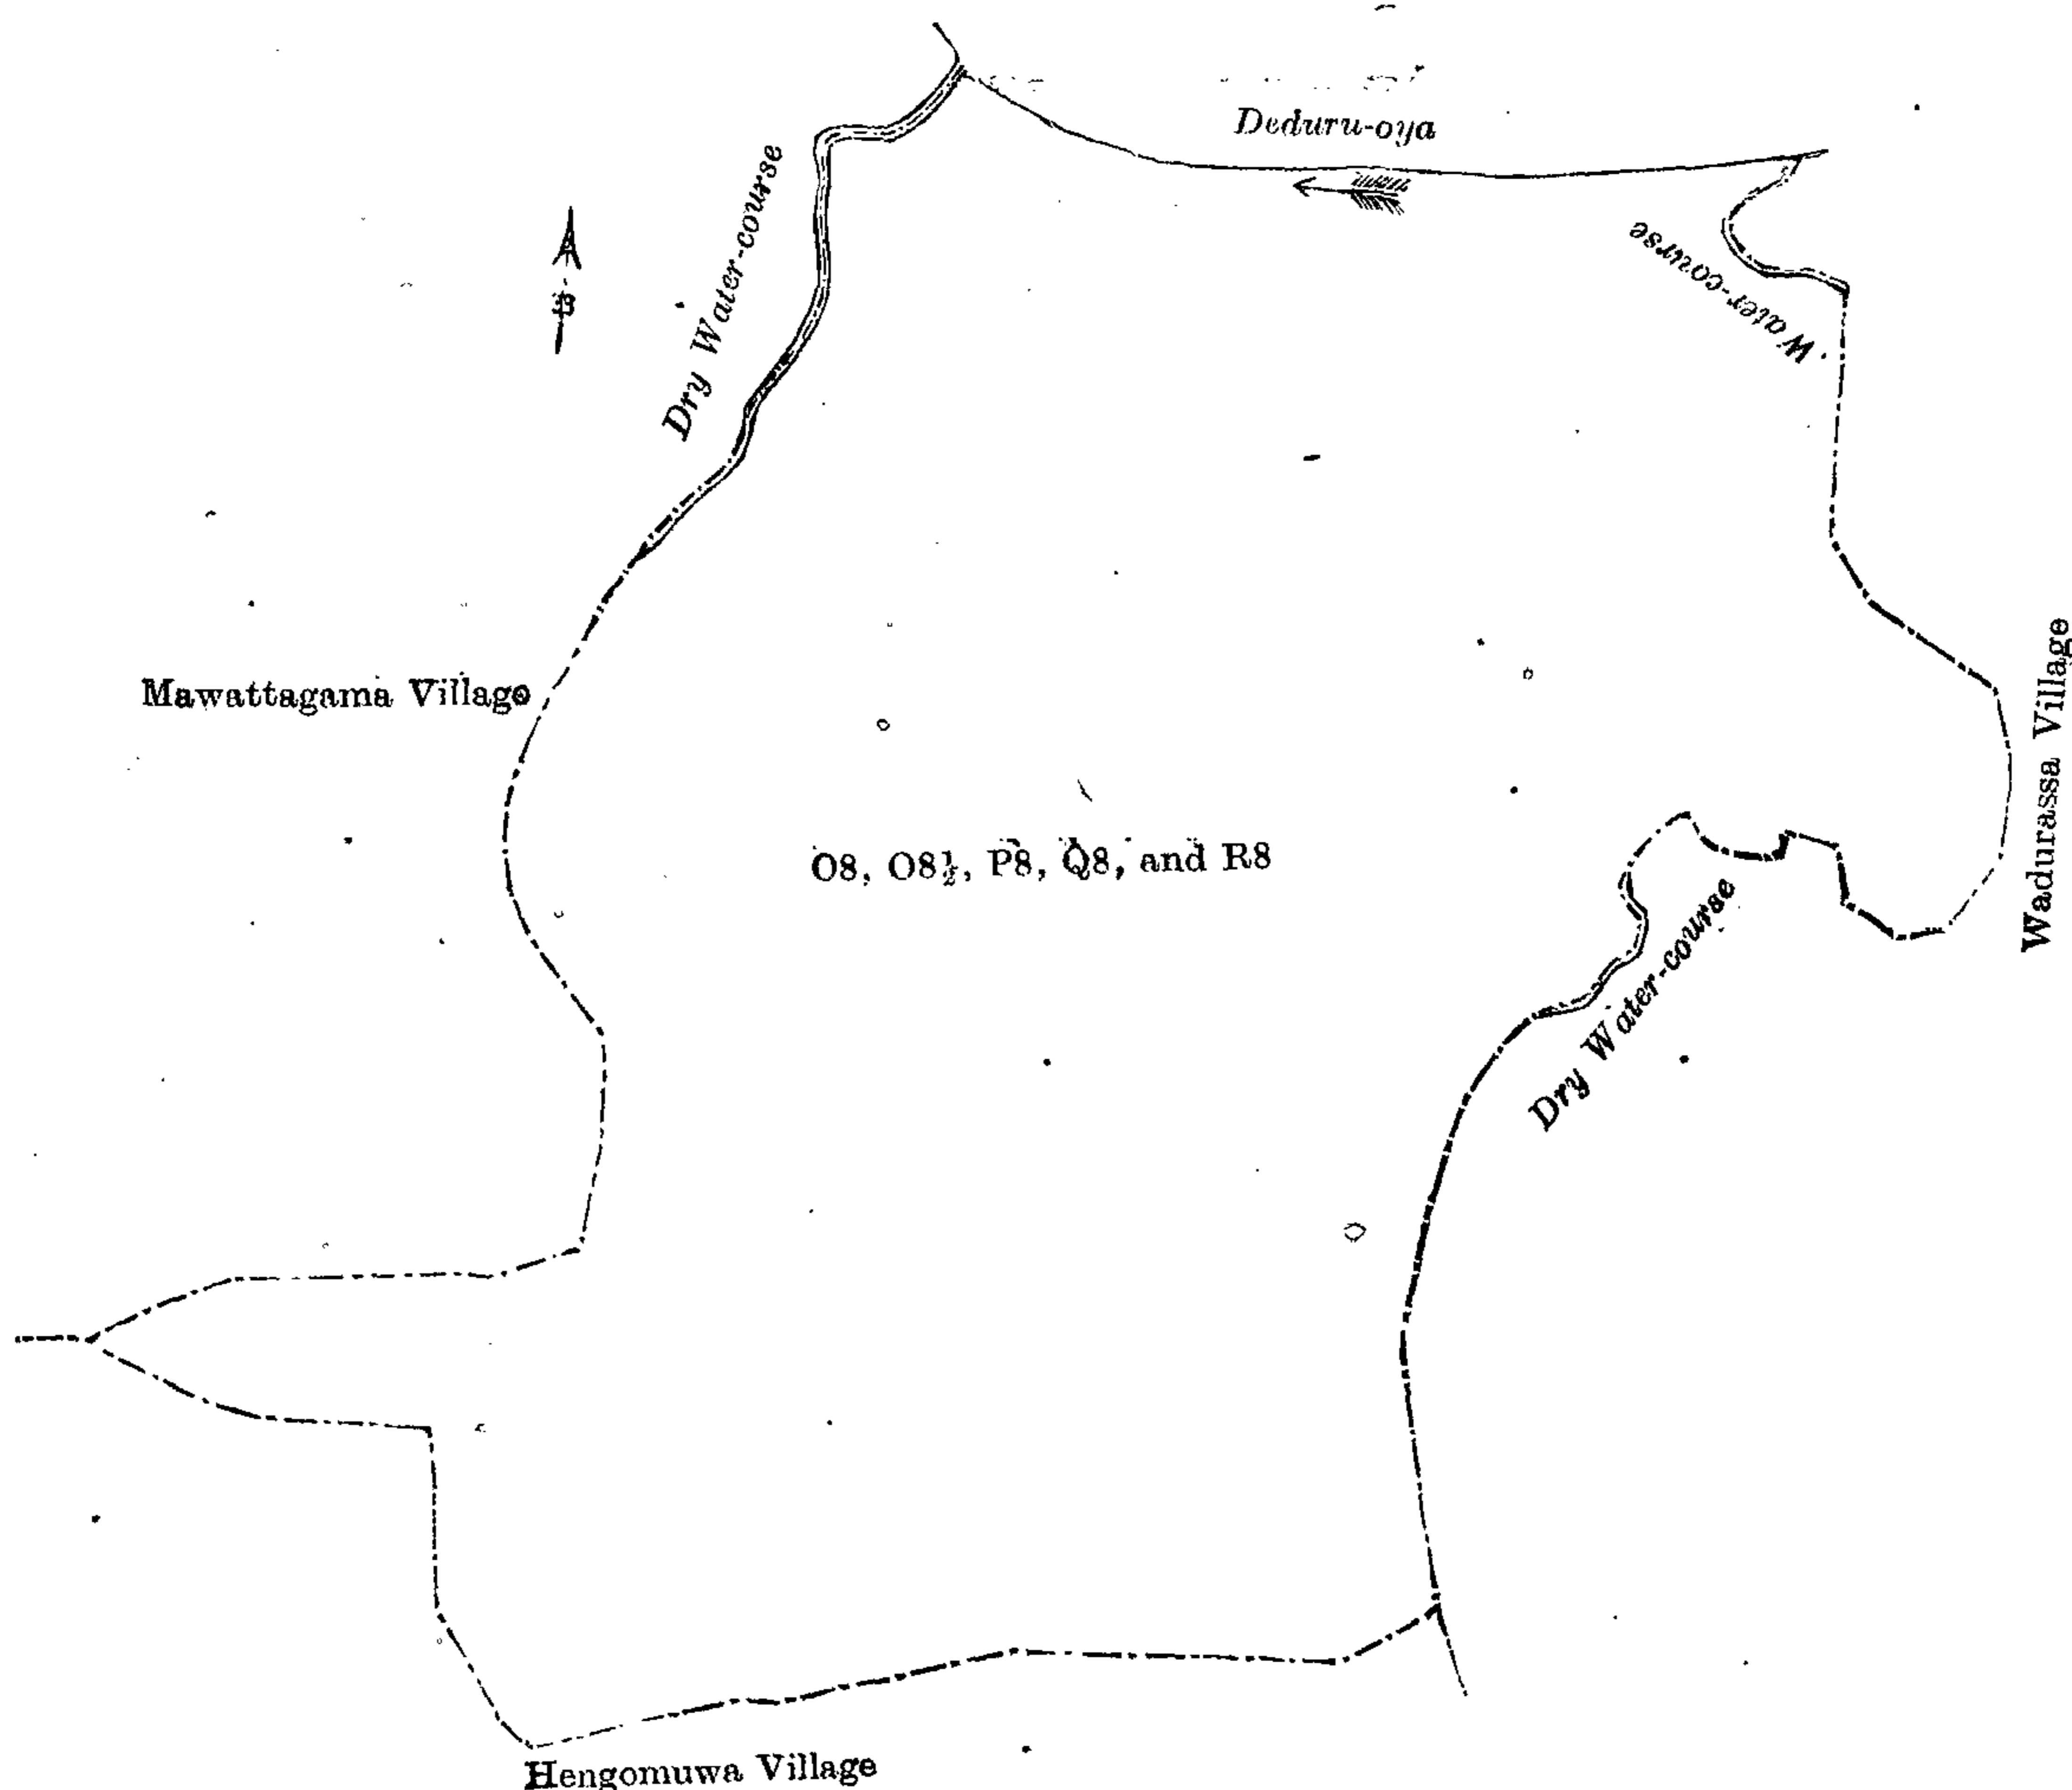 Deduru-oya
Dry Water-course
Water-course
Mawattagama Village
Wadurassa Village
O8, O8½, P8, Q8, and R8
Dry Water-course
Hengomuwa Village